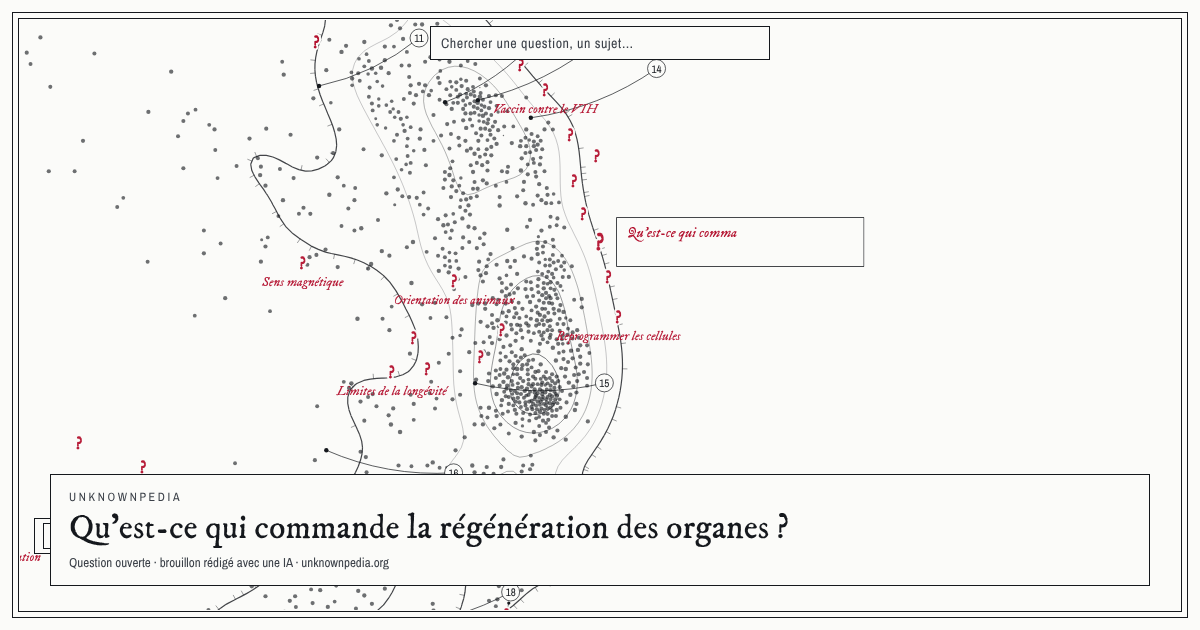 Chercher une question, un sujet…
11
14
Vaccin contre le VIH
Qu'est-ce qui comma
Sens magnétique
Orientation des animaux
Reprogrammer les cellules
15
Limites de la longévité
16
UNKNOWNPEDIA
Qu'est-ce qui commande la régénération des organes ?
Question ouverte · brouillon rédigé avec une IA · unknownpedia.org
18